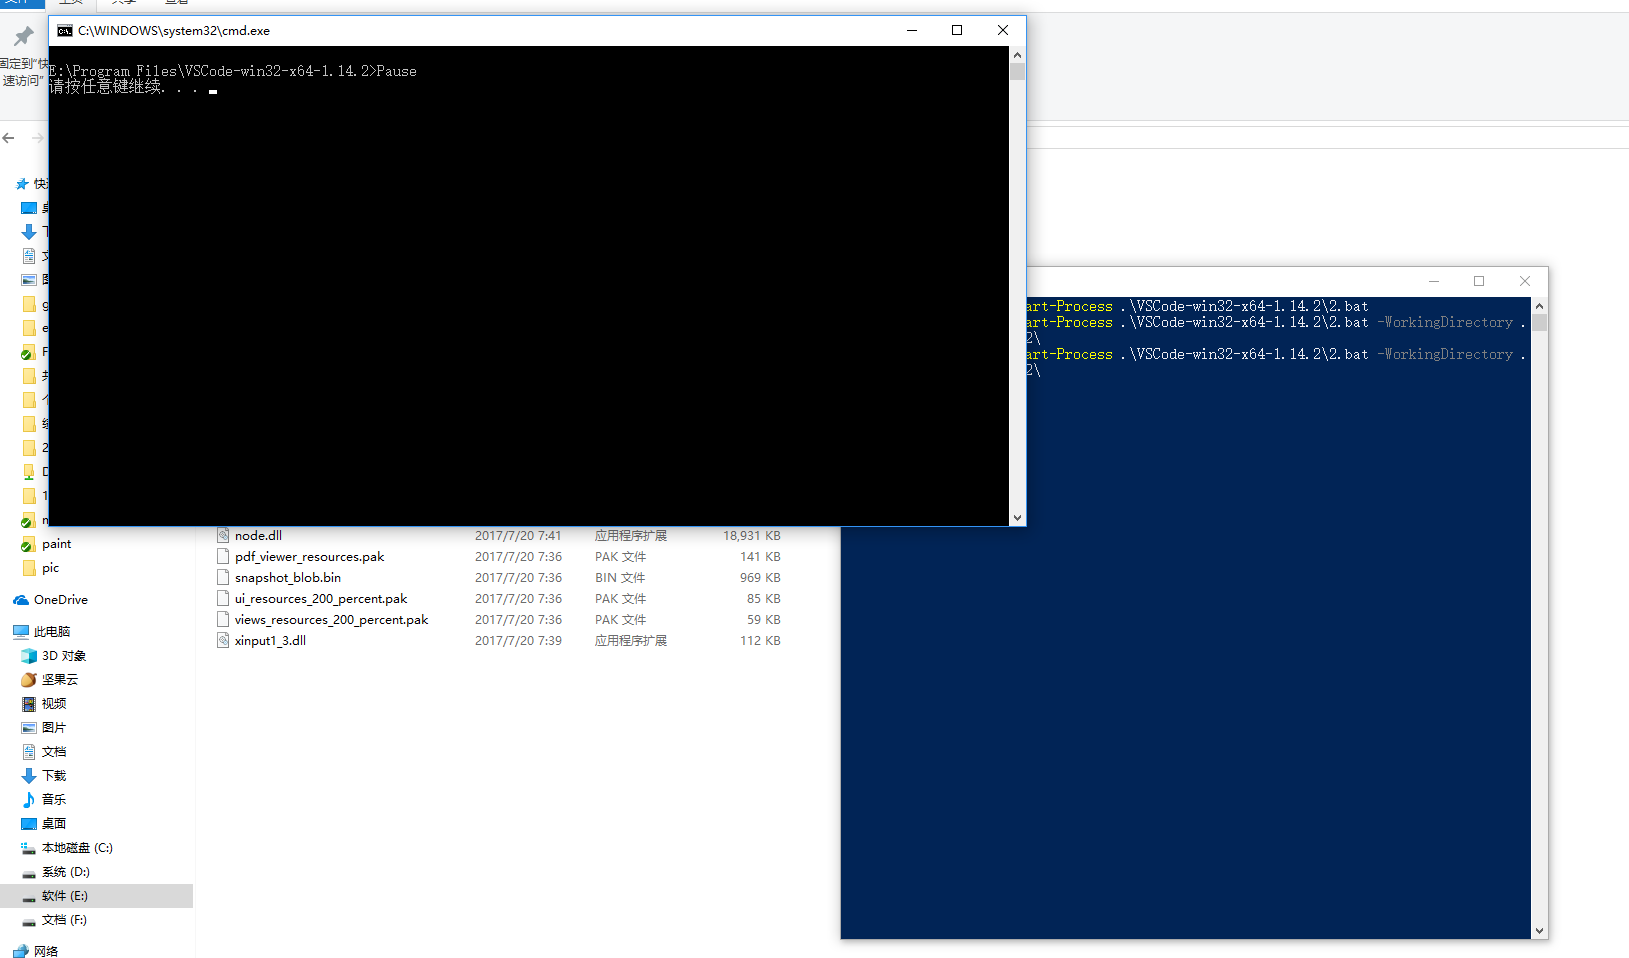 文件
主页
共享
查看
固定到"快
速访问"
C:\WINDOWS\system32\cmd.exe
E:\Program Files\VSCode-win32-x64-1.14.2>Pause
请按任意键继续. . .
art-Process .\VSCode-win32-x64-1.14.2\2.bat
art-Process .\VSCode-win32-x64-1.14.2\2.bat -WorkingDirectory .
2\
art-Process .\VSCode-win32-x64-1.14.2\2.bat -WorkingDirectory .
2\
快
paint
pic
OneDrive
此电脑
3D 对象
坚果云
视频
图片
文档
下载
音乐
桌面
本地磁盘 (C:)
系统 (D:)
软件 (E:)
文档 (F:)
网络
node.dll 2017/7/20 7:41 应用程序扩展 18,931 KB
pdf_viewer_resources.pak 2017/7/20 7:36 PAK 文件 141 KB
snapshot_blob.bin 2017/7/20 7:36 BIN 文件 969 KB
ui_resources_200_percent.pak 2017/7/20 7:36 PAK 文件 85 KB
views_resources_200_percent.pak 2017/7/20 7:36 PAK 文件 59 KB
xinput1_3.dll 2017/7/20 7:39 应用程序扩展 112 KB